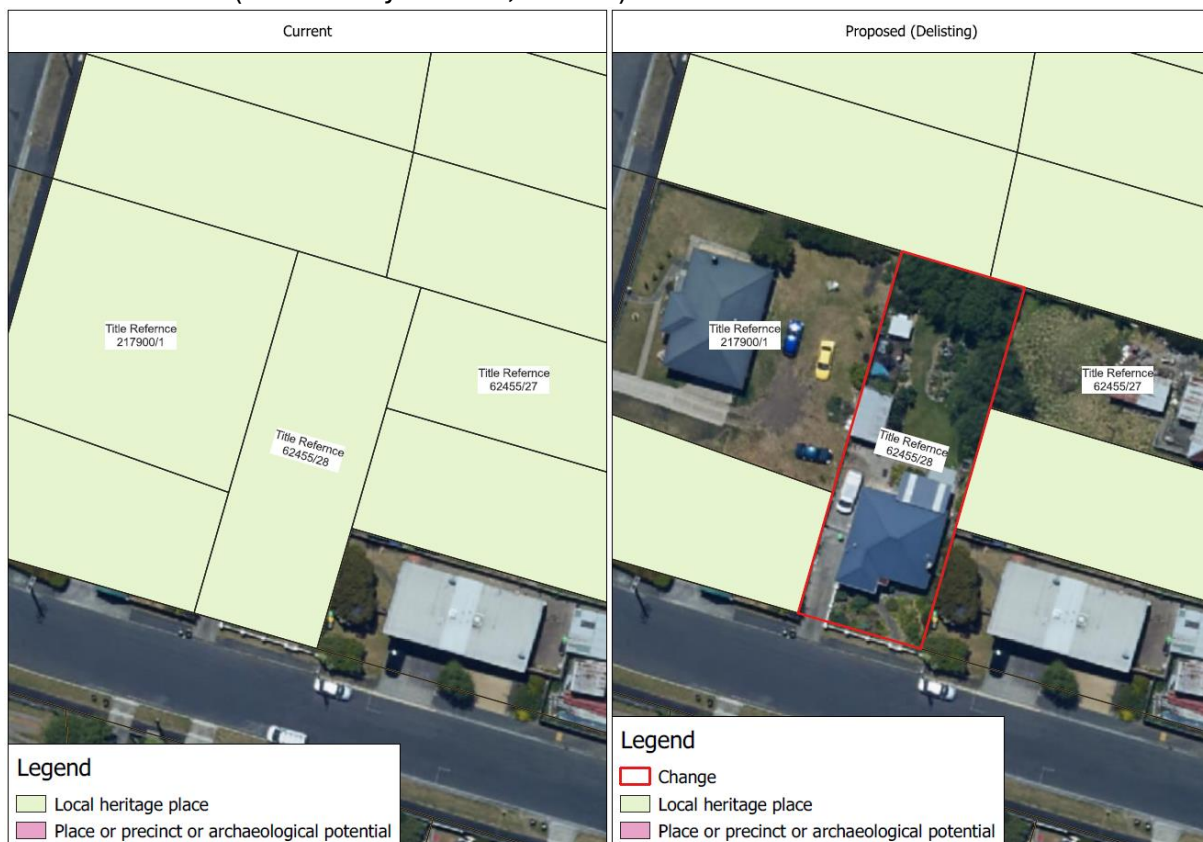 Current
Title Refernce
217900/1
Title Refernce
62455/27
Title Refernce
62455/28
Legend
Local heritage place
Place or precinct or archaeological potential
Proposed (Delisting)
Title Refernce
217900/1
Title Refernce
62455/27
Title Refernce
62455/28
Legend
Change
Local heritage place
Place or precinct or archaeological potential